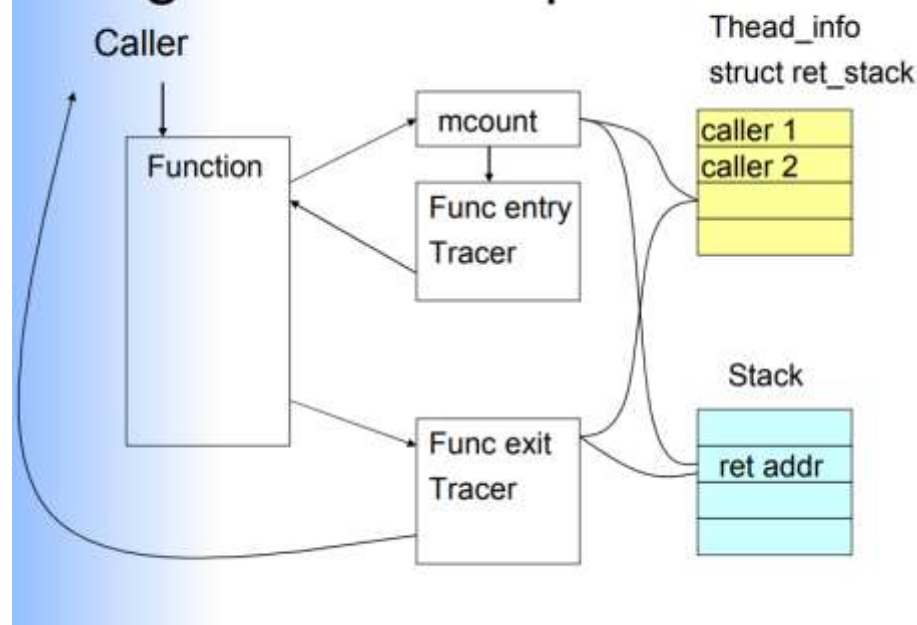 Caller
Thead_info
struct ret_stack
mcount
caller 1
caller 2
Function
Func entry
Tracer
Stack
ret addr
Func exit
Tracer